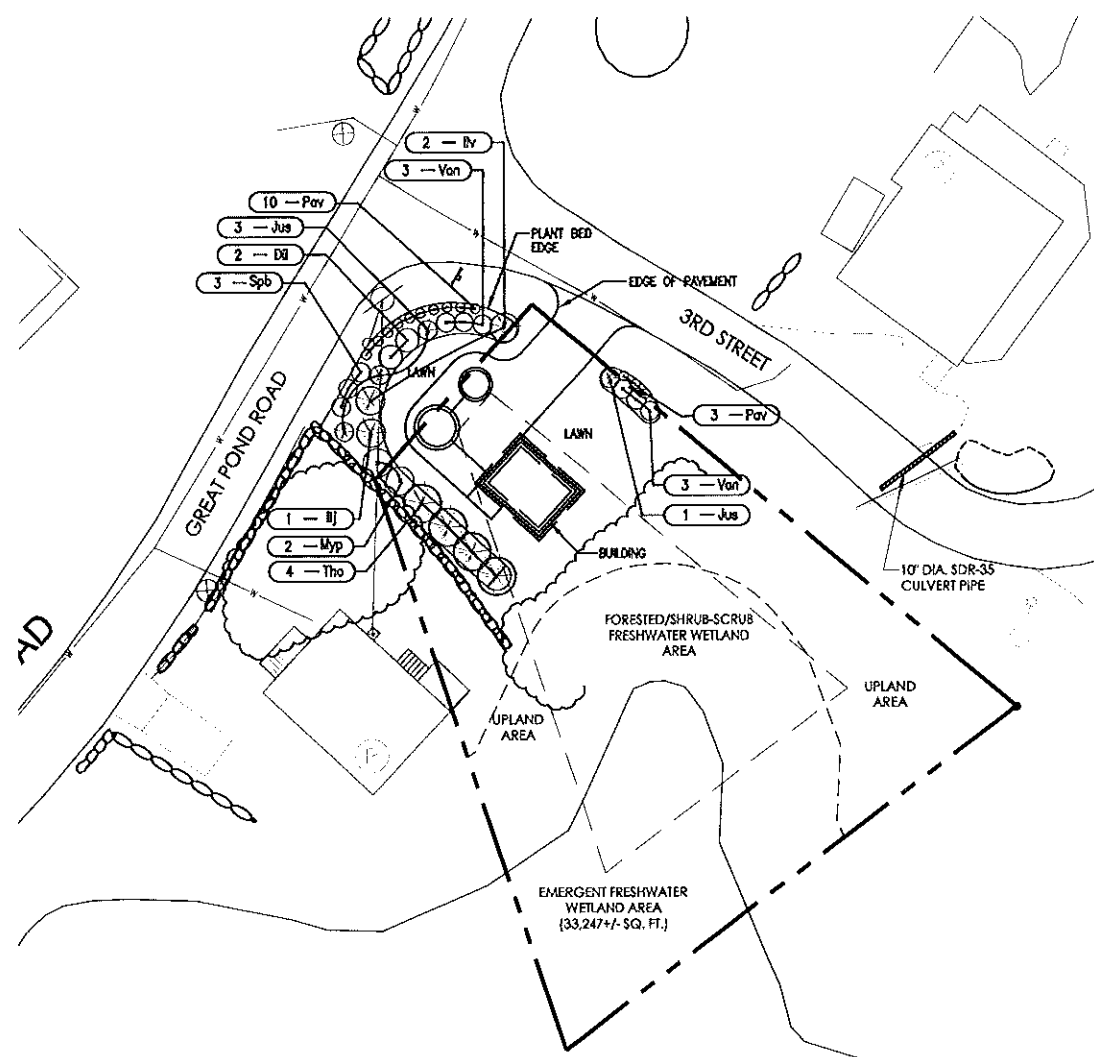 2 — Ilv
3 — Van
10 — Pav
3 — Jus
2 — Dil
3 — Spb
PLANT BED
EDGE
EDGE OF PAVEMENT
3RD STREET
GREAT POND ROAD
LAWN
LAWN
3 — Pav
3 — Van
1 — Jus
1 — Ilj
2 — Myp
4 — Tho
BUILDING
10" DIA. SDR-35
CULVERT PIPE
FORESTED/SHRUB-SCRUB
FRESHWATER WETLAND
AREA
UPLAND
AREA
UPLAND
AREA
EMERGENT FRESHWATER
WETLAND AREA
(33,247+/- SQ. FT.)
AD